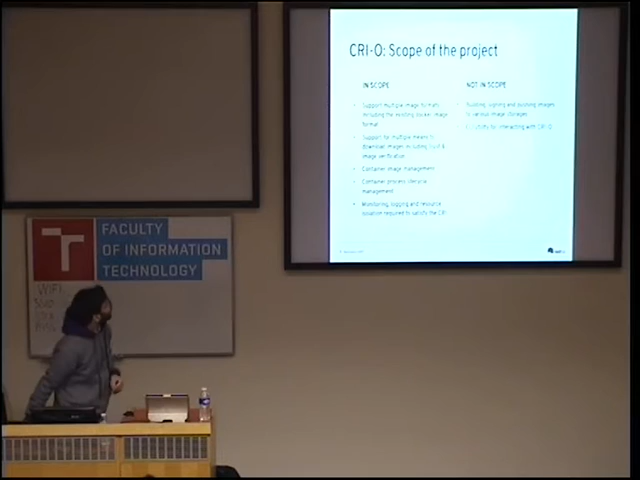 CRI-O: Scope of the project
IN SCOPE
Support multiple image formats
including the existing docker image
format
Support for multiple means to
download images including trust &
image verification
Container image management
Container process lifecycle
management
Monitoring, logging and resource
isolation required to satisfy the CRI
NOT IN SCOPE
Building, signing and pushing images
to various image storages
utility for interacting with CRI-O
FACULTY
OF INFORMATION
TECHNOLOGY
WIFI